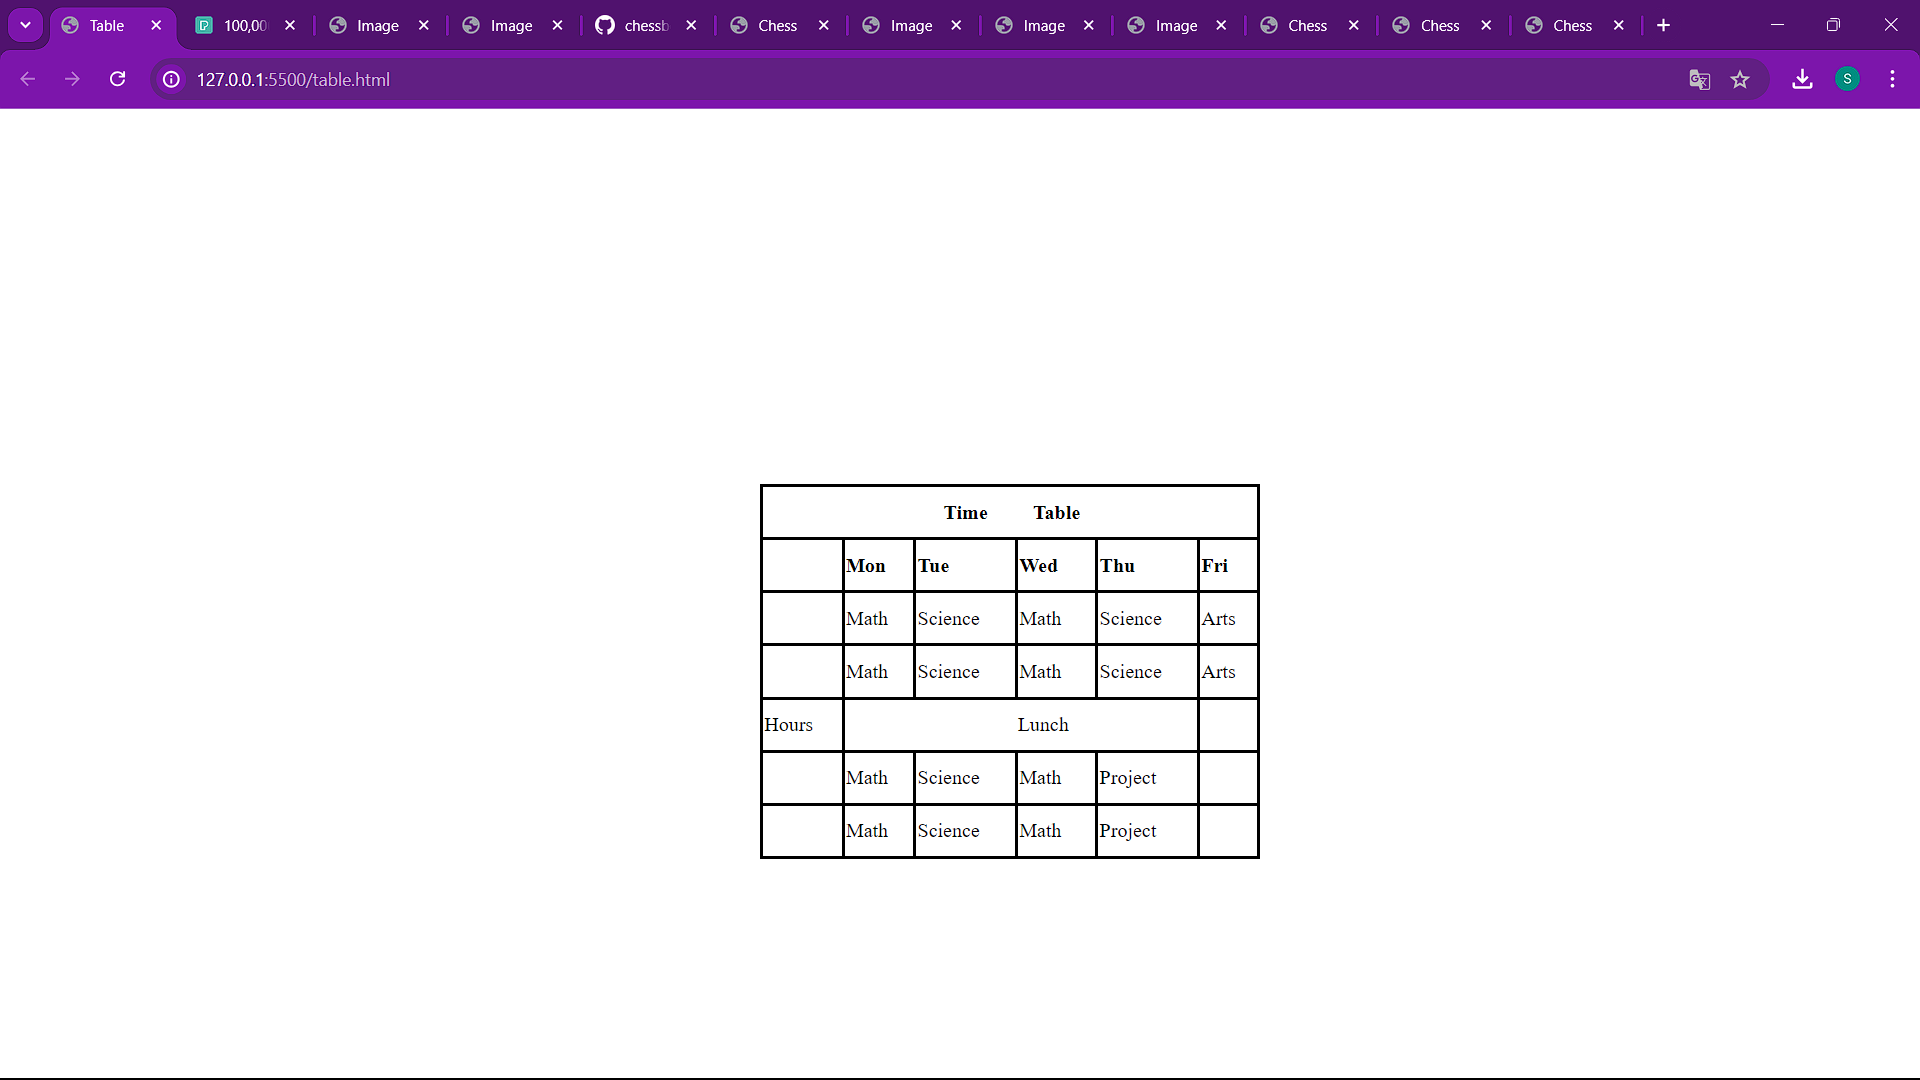 Table 100,00 Image Image chessb Chess Image Image Image Chess Chess Chess
127.0.0.1:5500/table.html S
Time Table
Mon Tue Wed Thu Fri
Math Science Math Science Arts
Math Science Math Science Arts
Hours Lunch
Math Science Math Project
Math Science Math Project